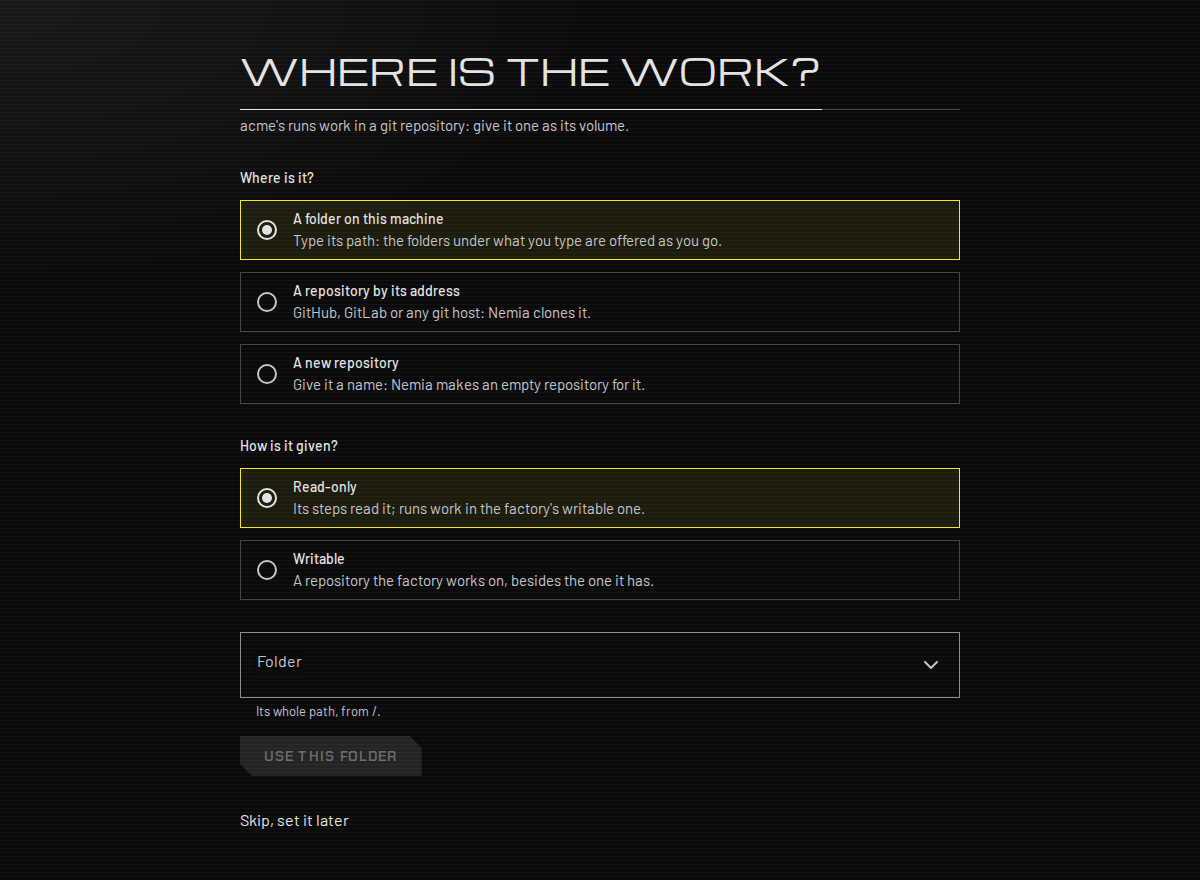 WHERE IS THE WORK?
acme's runs work in a git repository: give it one as its volume.
Where is it?
A folder on this machine
Type its path: the folders under what you type are offered as you go.
A repository by its address
GitHub, GitLab or any git host: Nemia clones it.
A new repository
Give it a name: Nemia makes an empty repository for it.
How is it given?
Read-only
Its steps read it; runs work in the factory's writable one.
Writable
A repository the factory works on, besides the one it has.
Folder
Its whole path, from /.
USE THIS FOLDER
Skip, set it later